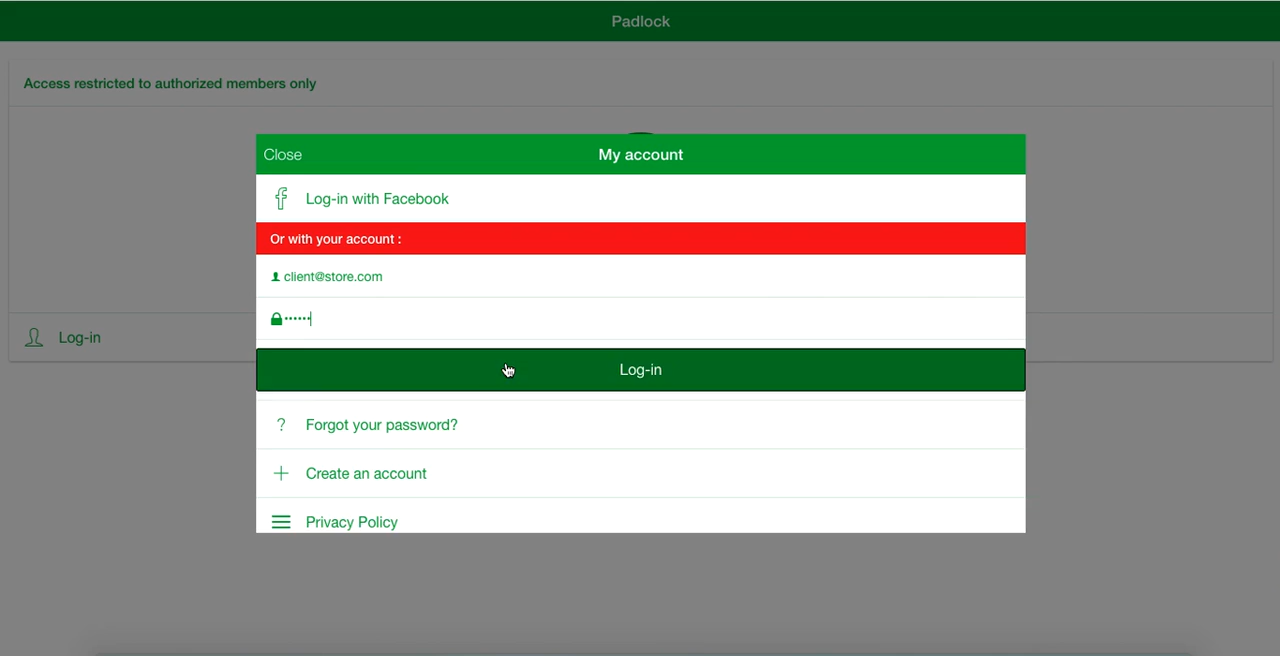 Padlock
Access restricted to authorized members only
Close
My account
Log-in with Facebook
Or with your account :
client@store.com
••••••
Log-in
Log-in
Forgot your password?
Create an account
Privacy Policy